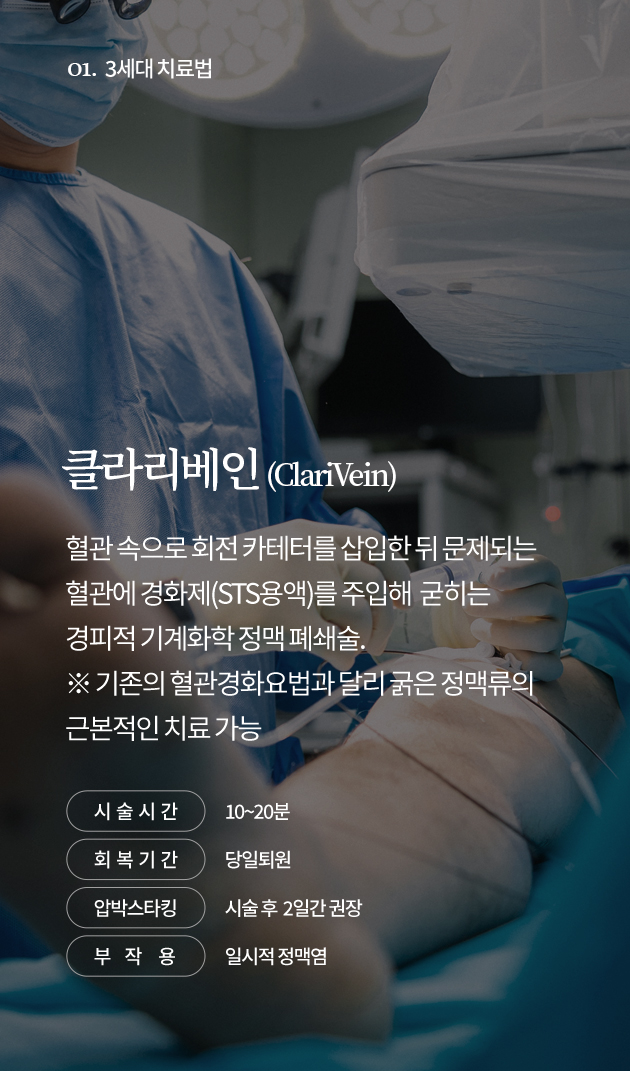 01. 3세대 치료법
클라리베인 (ClariVein)
혈관 속으로 회전 카테터를 삽입한 뒤 문제되는
혈관에 경화제(STS용액)를 주입해 굳히는
경피적 기계화학 정맥 폐쇄술.
※ 기존의 혈관경화요법과 달리 굵은 정맥류의
근본적인 치료 가능
시술시간 10~20분
회복기간 당일퇴원
압박스타킹 시술 후 2일간 권장
부작용 일시적 정맥염